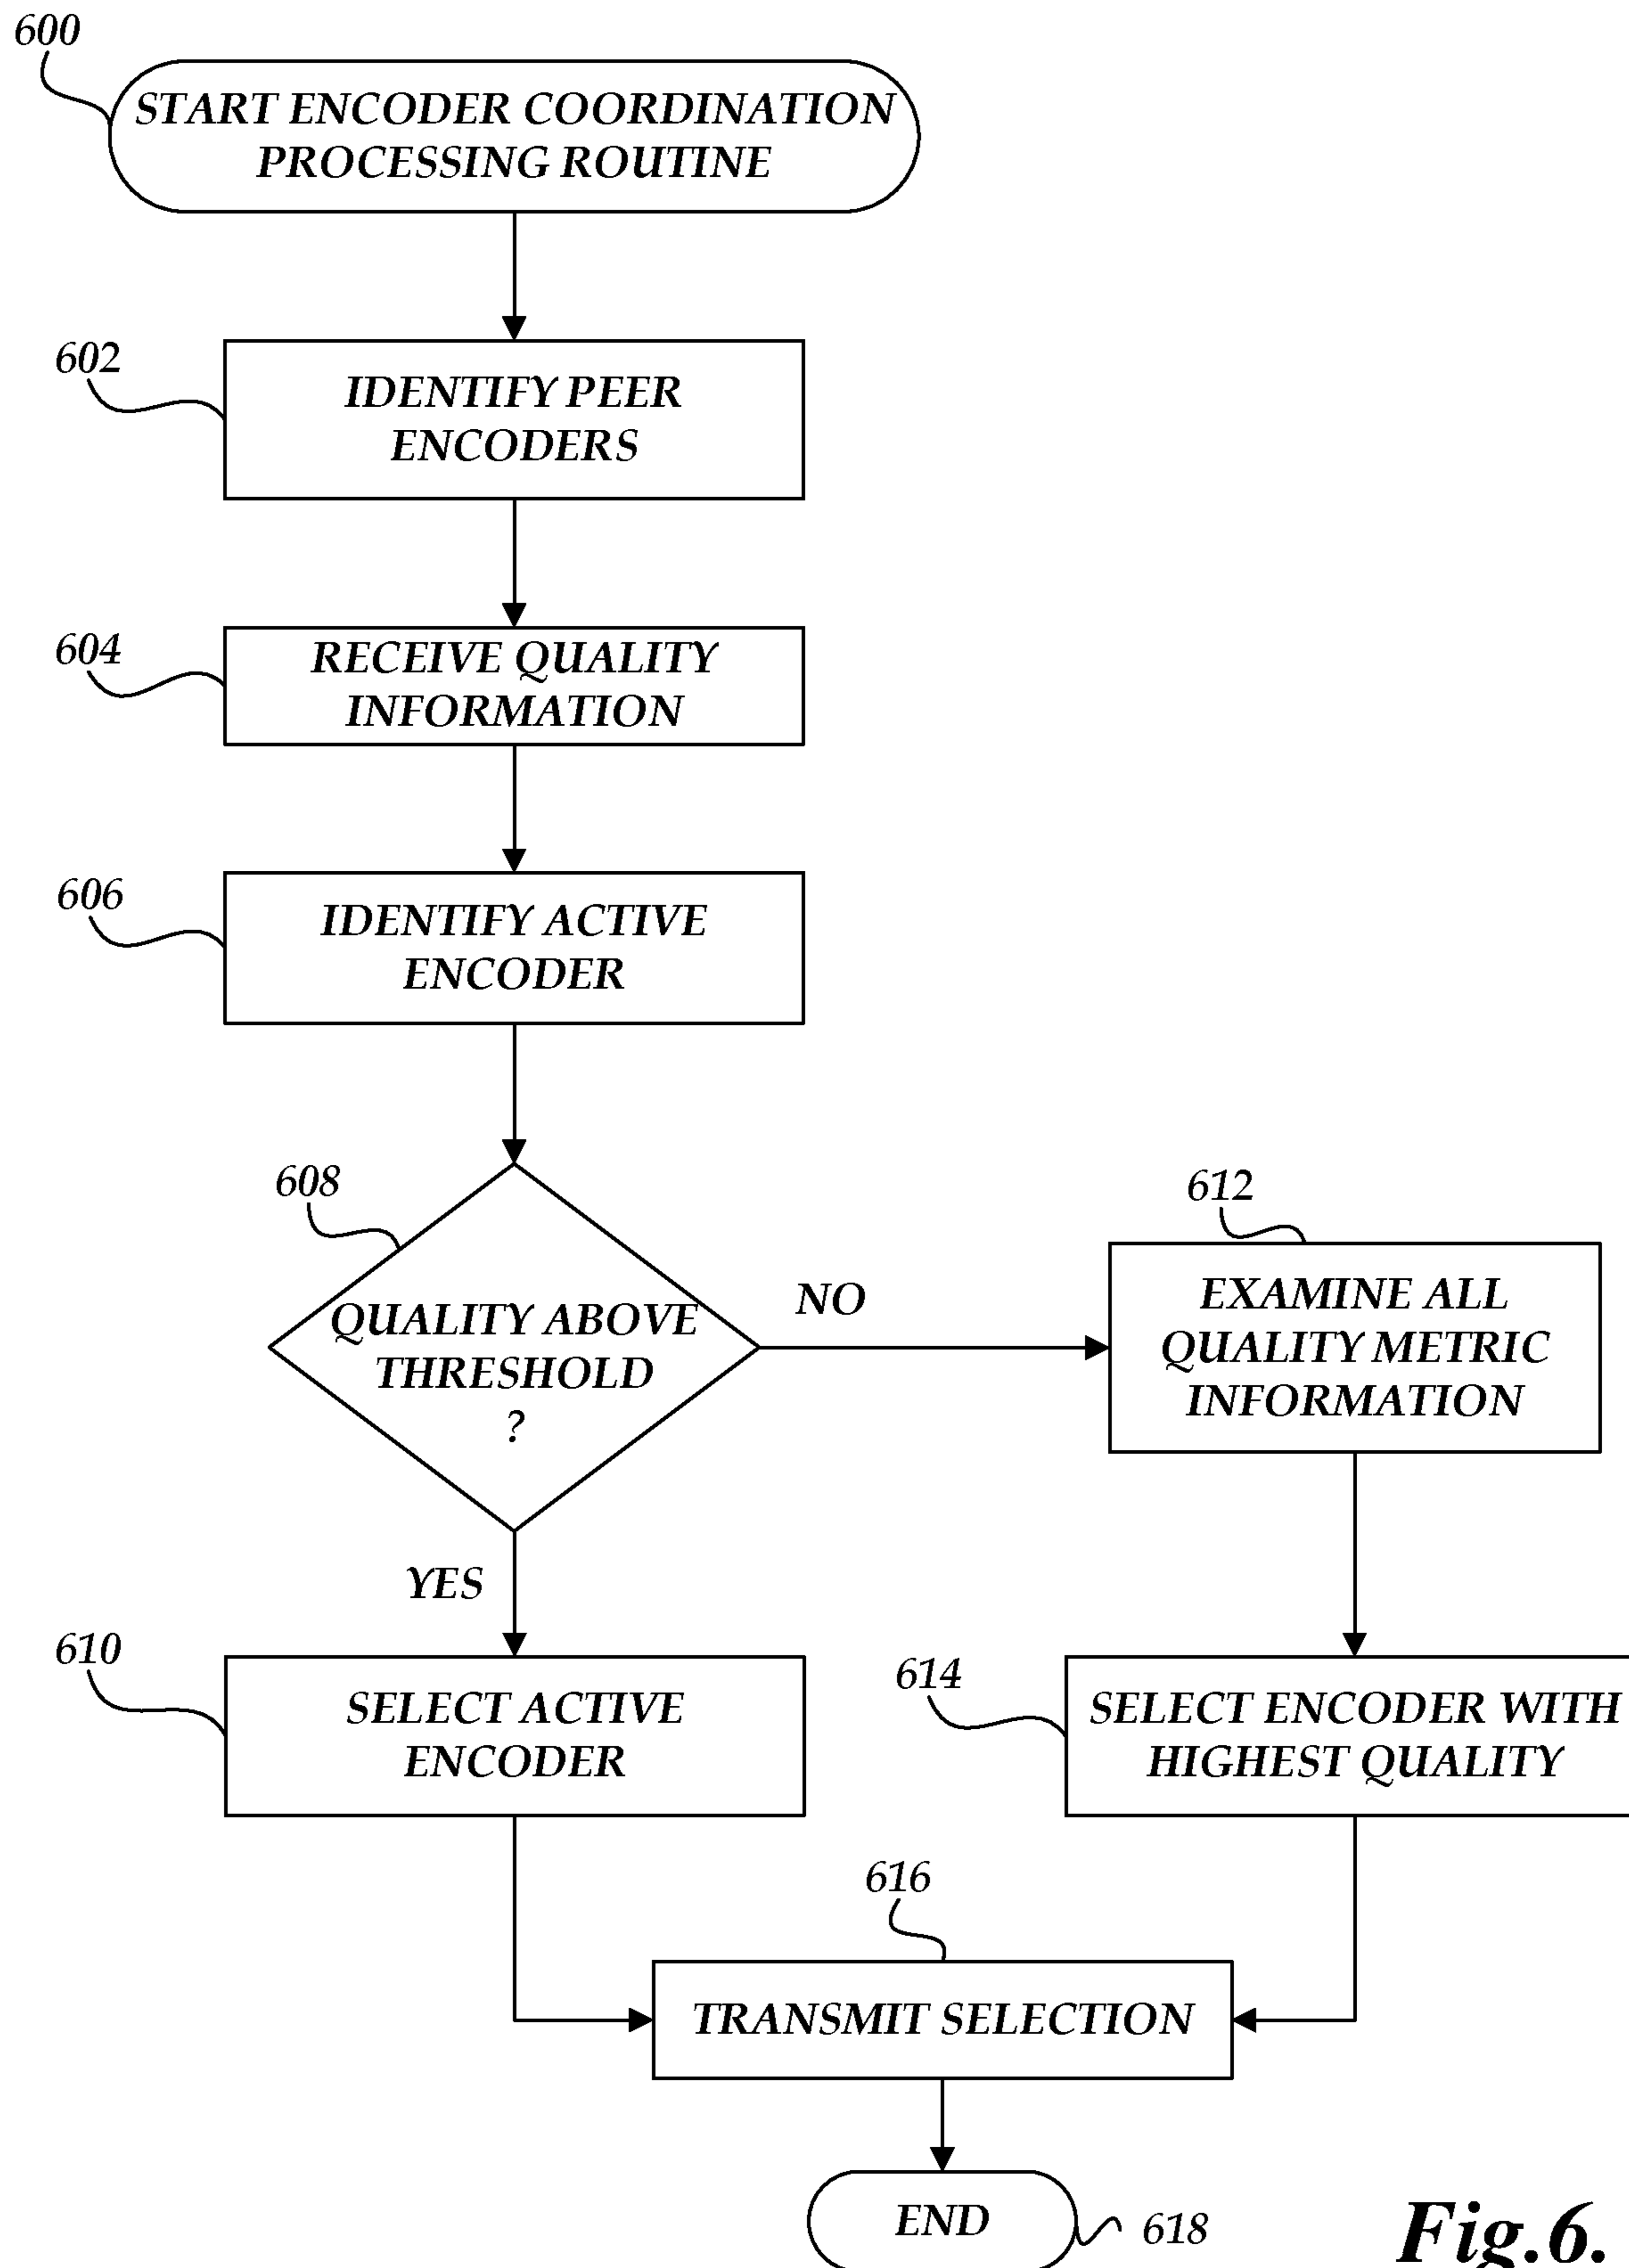 600
START ENCODER COORDINATION
PROCESSING ROUTINE
602
IDENTIFY PEER
ENCODERS
604
RECEIVE QUALITY
INFORMATION
606
IDENTIFY ACTIVE
ENCODER
608
QUALITY ABOVE
THRESHOLD
?
NO
612
EXAMINE ALL
QUALITY METRIC
INFORMATION
YES
610
SELECT ACTIVE
ENCODER
614
SELECT ENCODER WITH
HIGHEST QUALITY
616
TRANSMIT SELECTION
END
618
Fig.6.